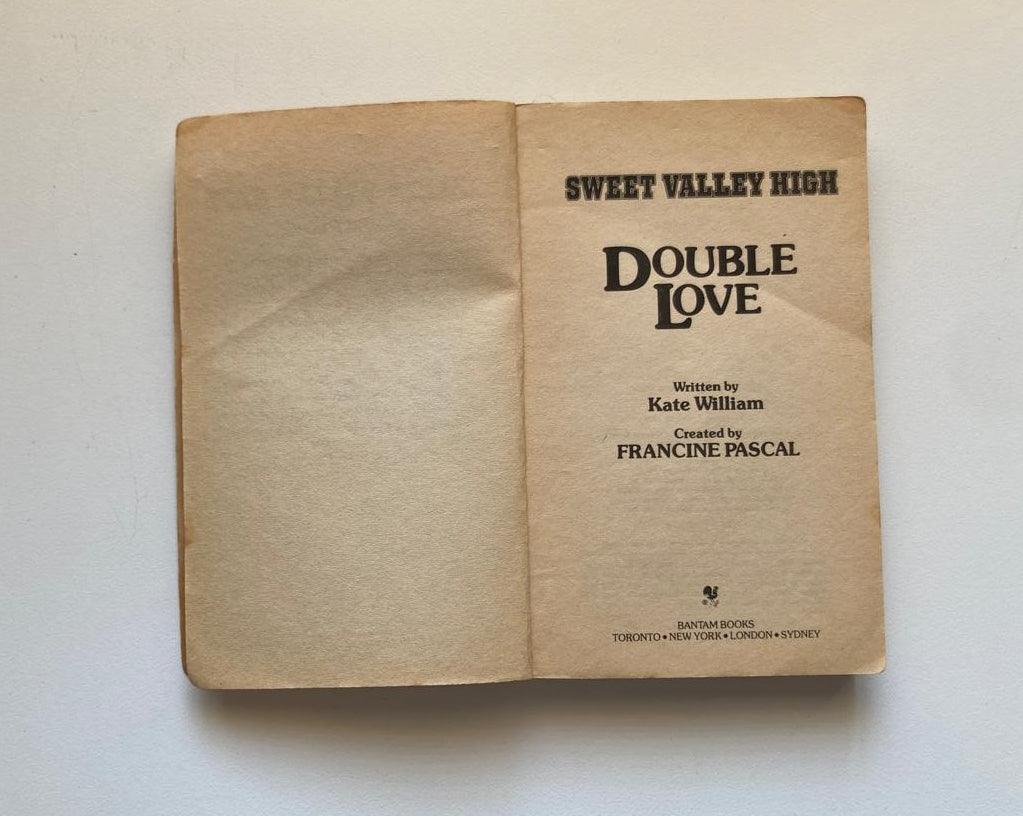 SWEET VALLEY HIGH
DOUBLE
LOVE
Written by
Kate William
Created by
FRANCINE PASCAL
BANTAM BOOKS
TORONTO • NEW YORK • LONDON • SYDNEY